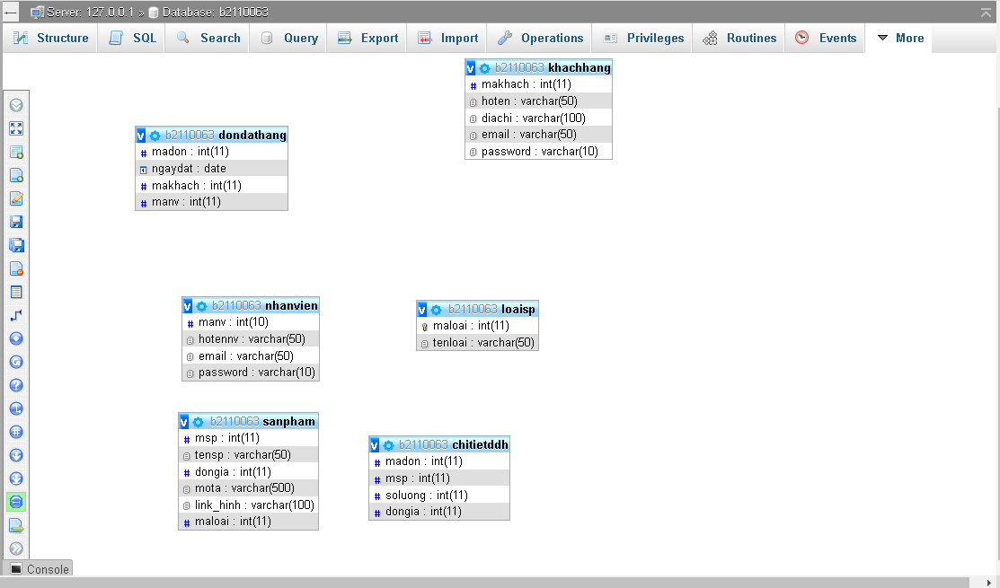 Server: 127.0.0.1 » Database: b2110063
Structure SQL Search Query Export Import Operations Privileges Routines Events More
b2110063 khachhang
makhach : int(11)
hoten : varchar(50)
diachi : varchar(100)
email : varchar(50)
password : varchar(10)
b2110063 dondathang
madon : int(11)
ngaydat : date
makhach : int(11)
manv : int(11)
b2110063 nhanvien
manv : int(10)
hotennv : varchar(50)
email : varchar(50)
password : varchar(10)
b2110063 loaisp
maloai : int(11)
tenloai : varchar(50)
b2110063 sanpham
msp : int(11)
tensp : varchar(50)
dongia : int(11)
mota : varchar(500)
link_hinh : varchar(100)
maloai : int(11)
b2110063 chitietddh
madon : int(11)
msp : int(11)
soluong : int(11)
dongia : int(11)
Console